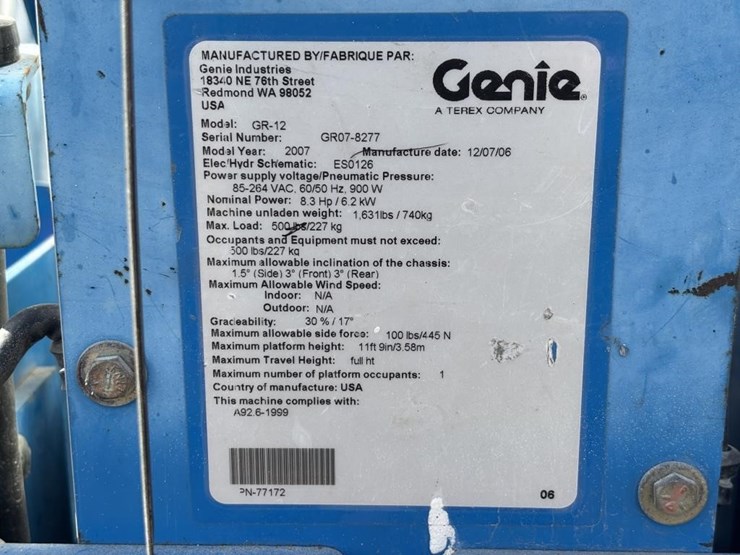 MANUFACTURED BY/FABRIQUE PAR:
Genie Industries
18340 NE 76th Street
Redmond WA 98052
USA
Genie
A TEREX COMPANY
Model: GR-12
Serial Number: GR07-8277
Model Year: 2007 Manufacture date: 12/07/06
Elec/Hydr Schematic: ES0126
Power supply voltage/Pneumatic Pressure:
85-264 VAC, 60/50 Hz, 900 W
Nominal Power: 8.3 Hp / 6.2 kW
Machine unladen weight: 1,631lbs / 740kg
Max. Load: 500 lbs/227 kg
Occupants and Equipment must not exceed:
500 lbs/227 kg
Maximum allowable inclination of the chassis:
1.5° (Side) 3° (Front) 3° (Rear)
Maximum Allowable Wind Speed:
Indoor: N/A
Outdoor: N/A
Gradeability: 30 % / 17°
Maximum allowable side force: 100 lbs/445 N
Maximum platform height: 11ft 9in/3.58m
Maximum Travel Height: full ht
Maximum number of platform occupants: 1
Country of manufacture: USA
This machine complies with:
A92.6-1999
PN-77172
06